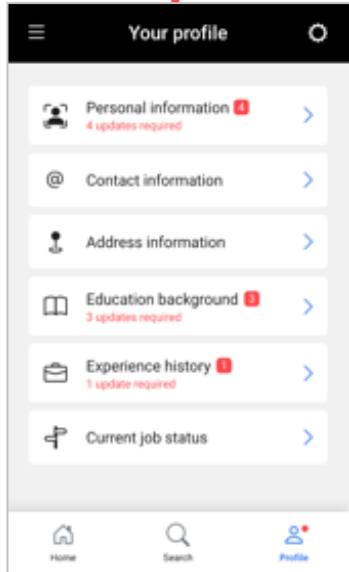 Your profile
Personal information 4
4 updates required
@ Contact information
Address information
Education background 3
3 updates required
Experience history 1
1 update required
Current job status
Home Search Profile